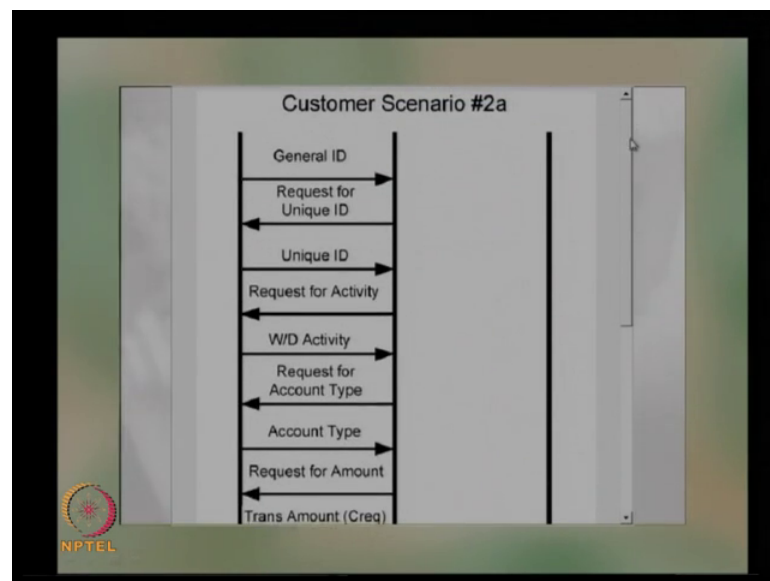 Customer Scenario #2a
General ID
Request for
Unique ID
Unique ID
Request for Activity
W/D Activity
Request for
Account Type
Account Type
Request for Amount
Trans Amount (Creq)
NPTEL